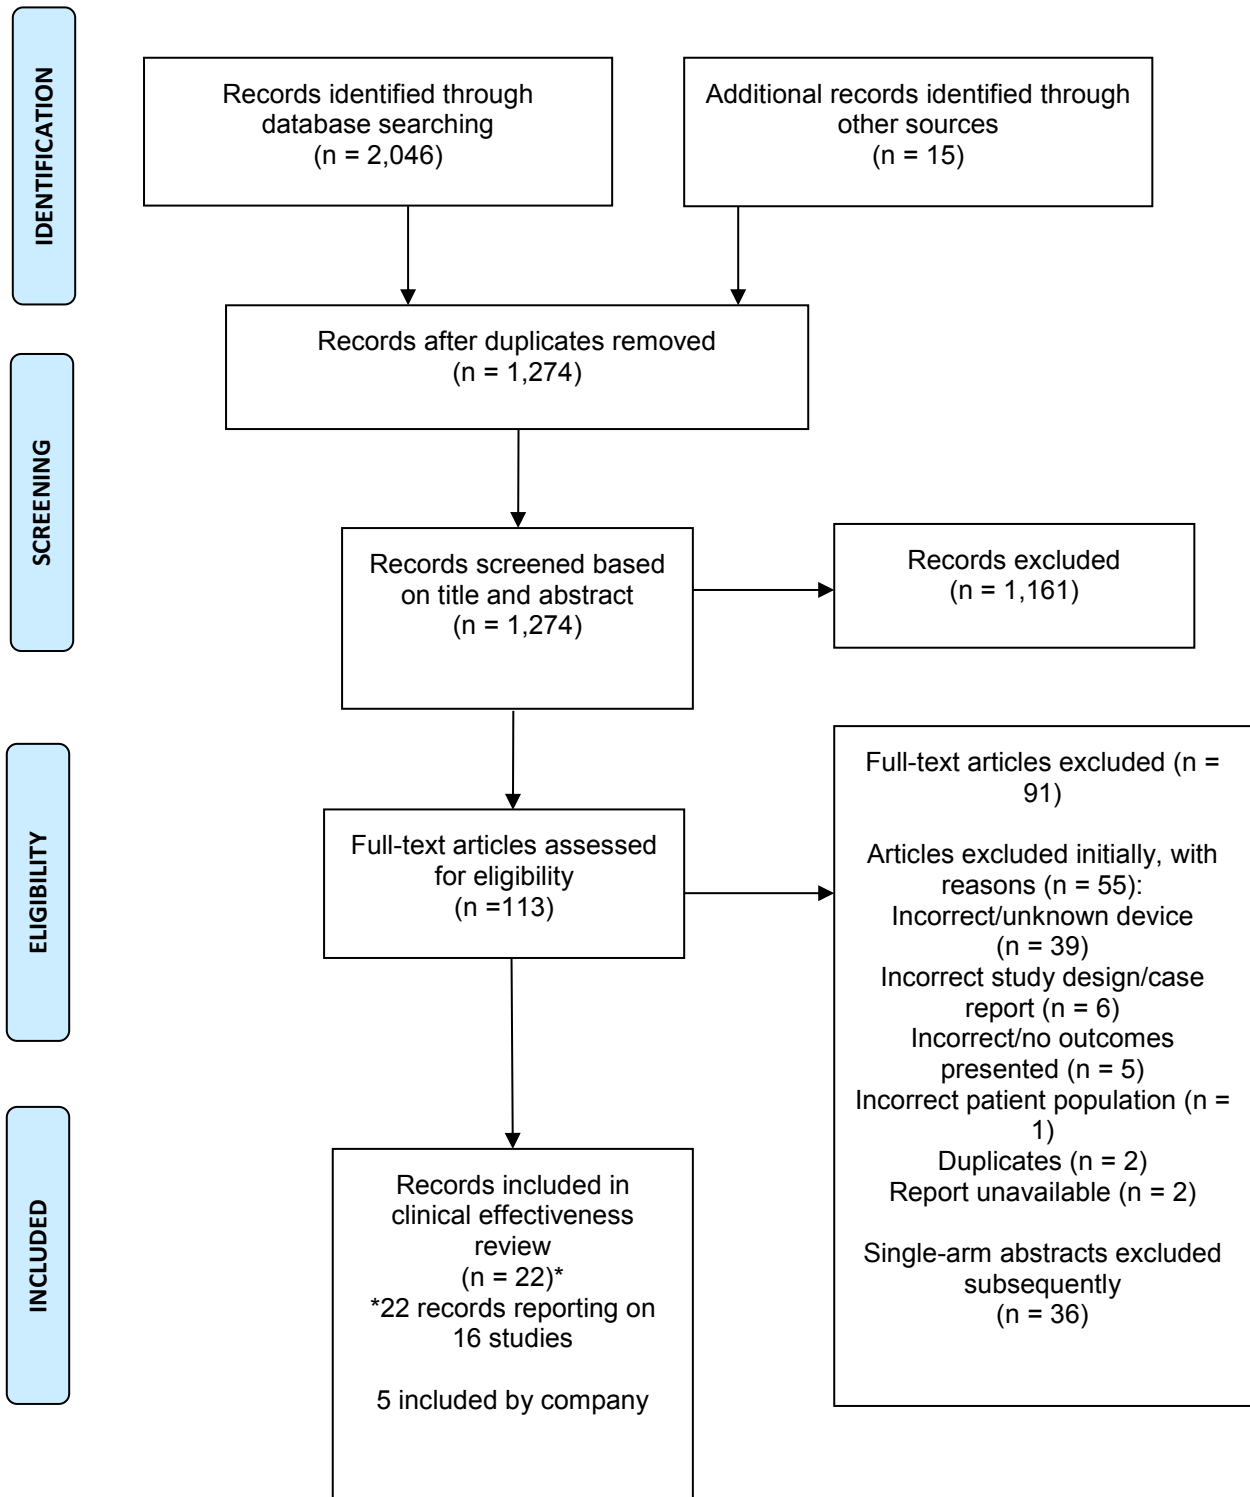 IDENTIFICATION
Records identified through
database searching
(n = 2,046)
Additional records identified through
other sources
(n = 15)
Records after duplicates removed
(n = 1,274)
SCREENING
Records screened based
on title and abstract
(n = 1,274)
Records excluded
(n = 1,161)
ELIGIBILITY
Full-text articles assessed
for eligibility
(n =113)
Full-text articles excluded (n =
91)
Articles excluded initially, with
reasons (n = 55):
Incorrect/unknown device
(n = 39)
Incorrect study design/case
report (n = 6)
Incorrect/no outcomes
presented (n = 5)
Incorrect patient population (n =
1)
Duplicates (n = 2)
Report unavailable (n = 2)
Single-arm abstracts excluded
subsequently
(n = 36)
INCLUDED
Records included in
clinical effectiveness
review
(n = 22)*
*22 records reporting on
16 studies
5 included by company